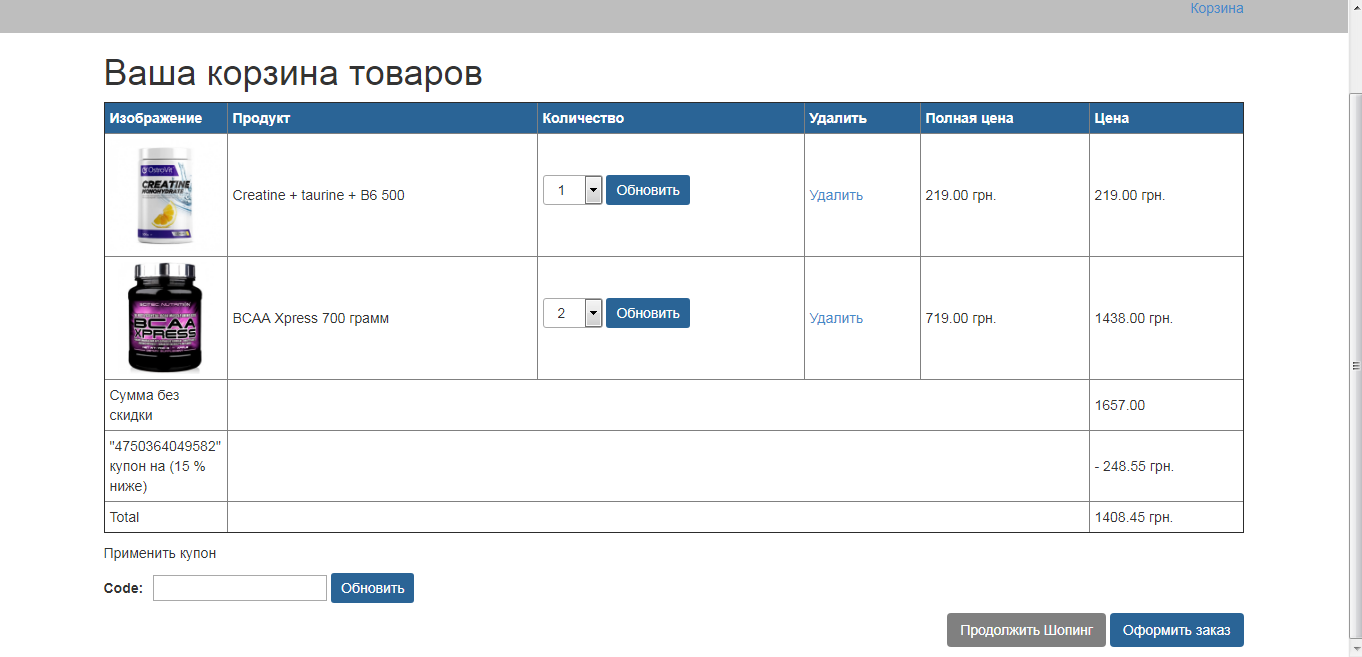 Корзина
Ваша корзина товаров
Изображение Продукт Количество Удалить Полная цена Цена
OstroVit
CREATINE
MONOHYDRATE
Creatine + taurine + B6 500 1 Обновить Удалить 219.00 грн. 219.00 грн.
SCITEC NUTRITION
BCAA
XPRESS
BCAA Xpress 700 грамм 2 Обновить Удалить 719.00 грн. 1438.00 грн.
Сумма без
скидки
1657.00
"4750364049582"
купон на (15 %
ниже)
- 248.55 грн.
Total 1408.45 грн.
Применить купон
Code: Обновить
Продолжить Шопинг Оформить заказ